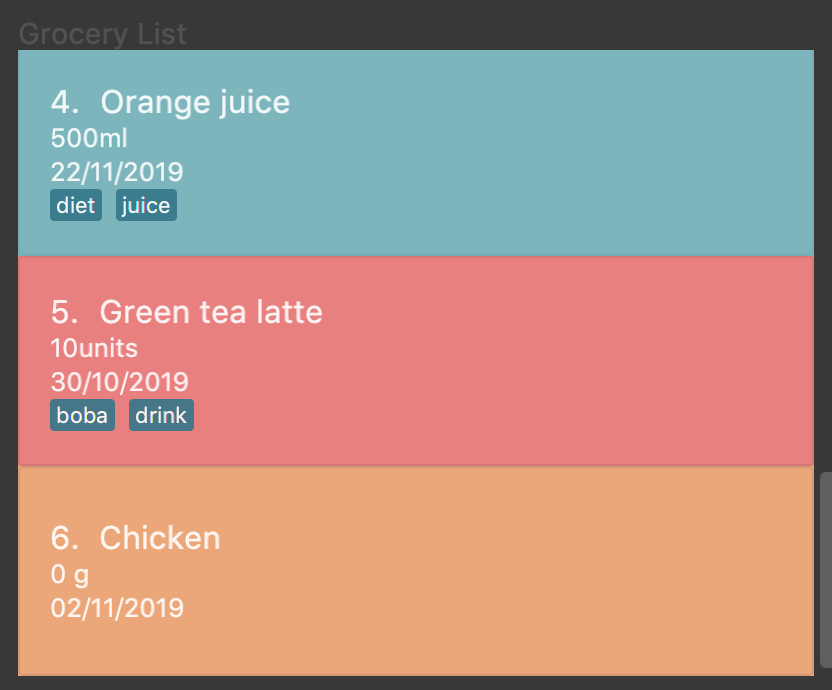 Grocery List
4. Orange juice
500ml
22/11/2019
diet juice
5. Green tea latte
10units
30/10/2019
boba drink
6. Chicken
0 g
02/11/2019